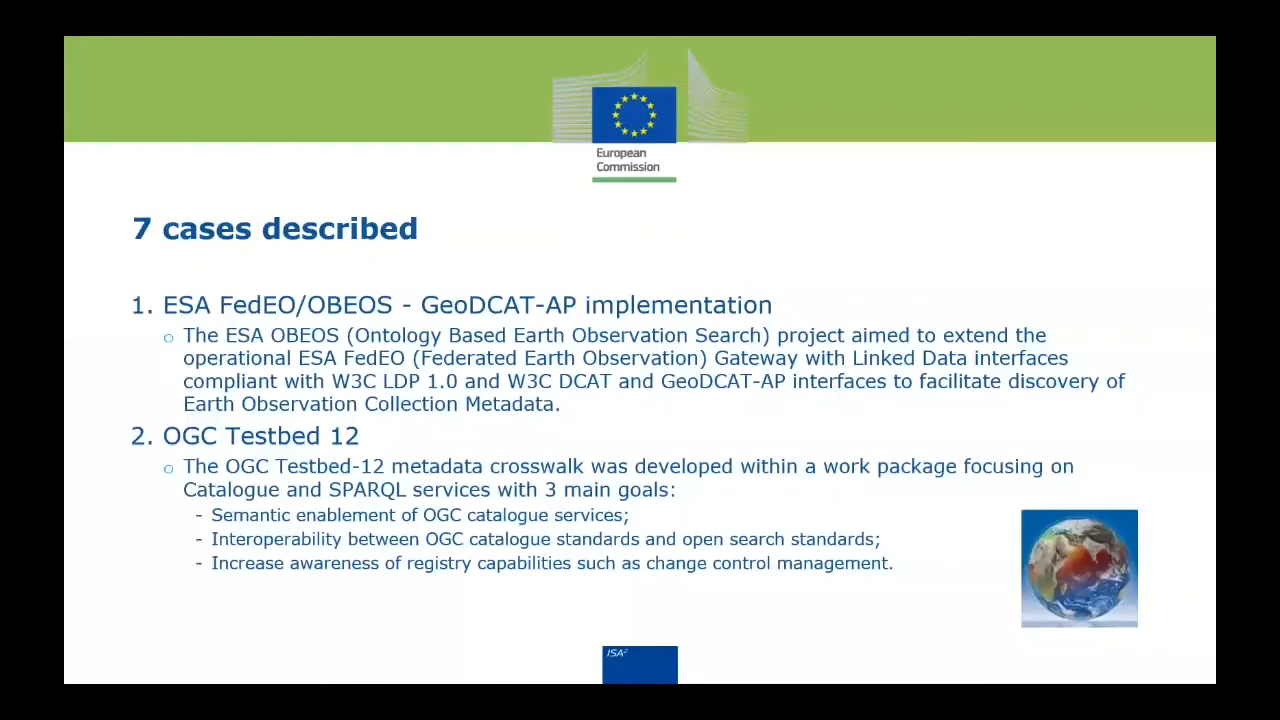 European
Commission
7 cases described
1. ESA FedEO/OBEOS - GeoDCAT-AP implementation
o The ESA OBEOS (Ontology Based Earth Observation Search) project aimed to extend the
operational ESA FedEO (Federated Earth Observation) Gateway with Linked Data interfaces
compliant with W3C LDP 1.0 and W3C DCAT and GeoDCAT-AP interfaces to facilitate discovery of
Earth Observation Collection Metadata.
2. OGC Testbed 12
o The OGC Testbed-12 metadata crosswalk was developed within a work package focusing on
Catalogue and SPARQL services with 3 main goals:
- Semantic enablement of OGC catalogue services;
- Interoperability between OGC catalogue standards and open search standards;
- Increase awareness of registry capabilities such as change control management.
ISA²